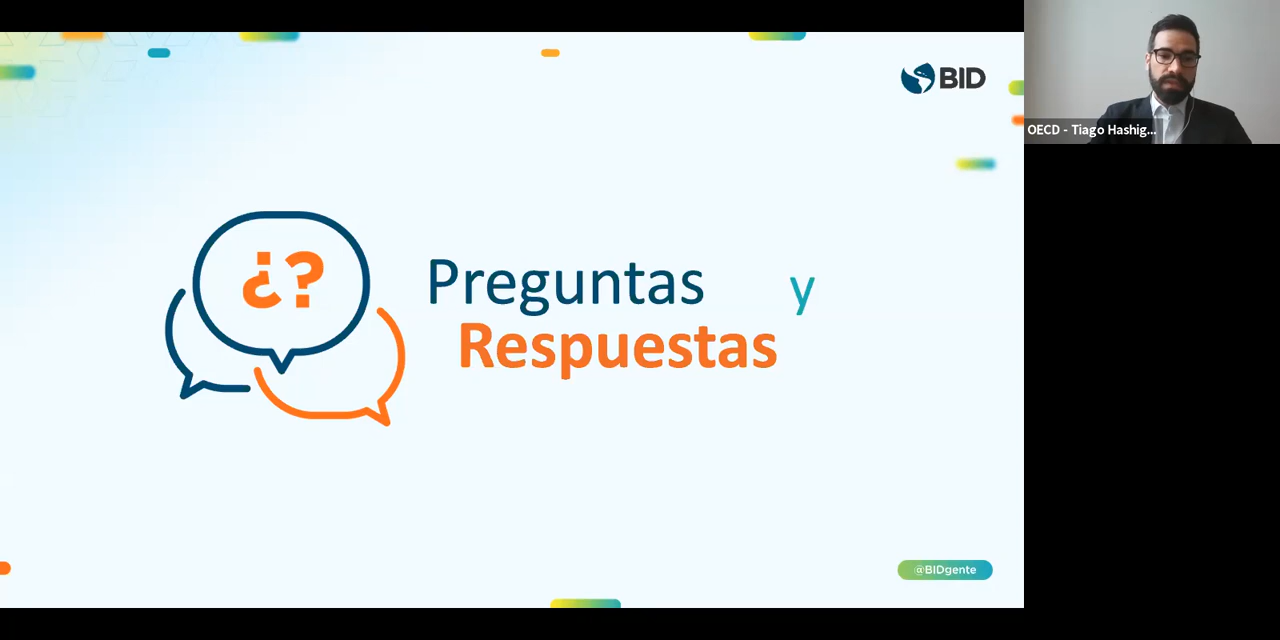 BID
OECD - Tiago Hashig...
¿?
Preguntas y
Respuestas
@BIDgente